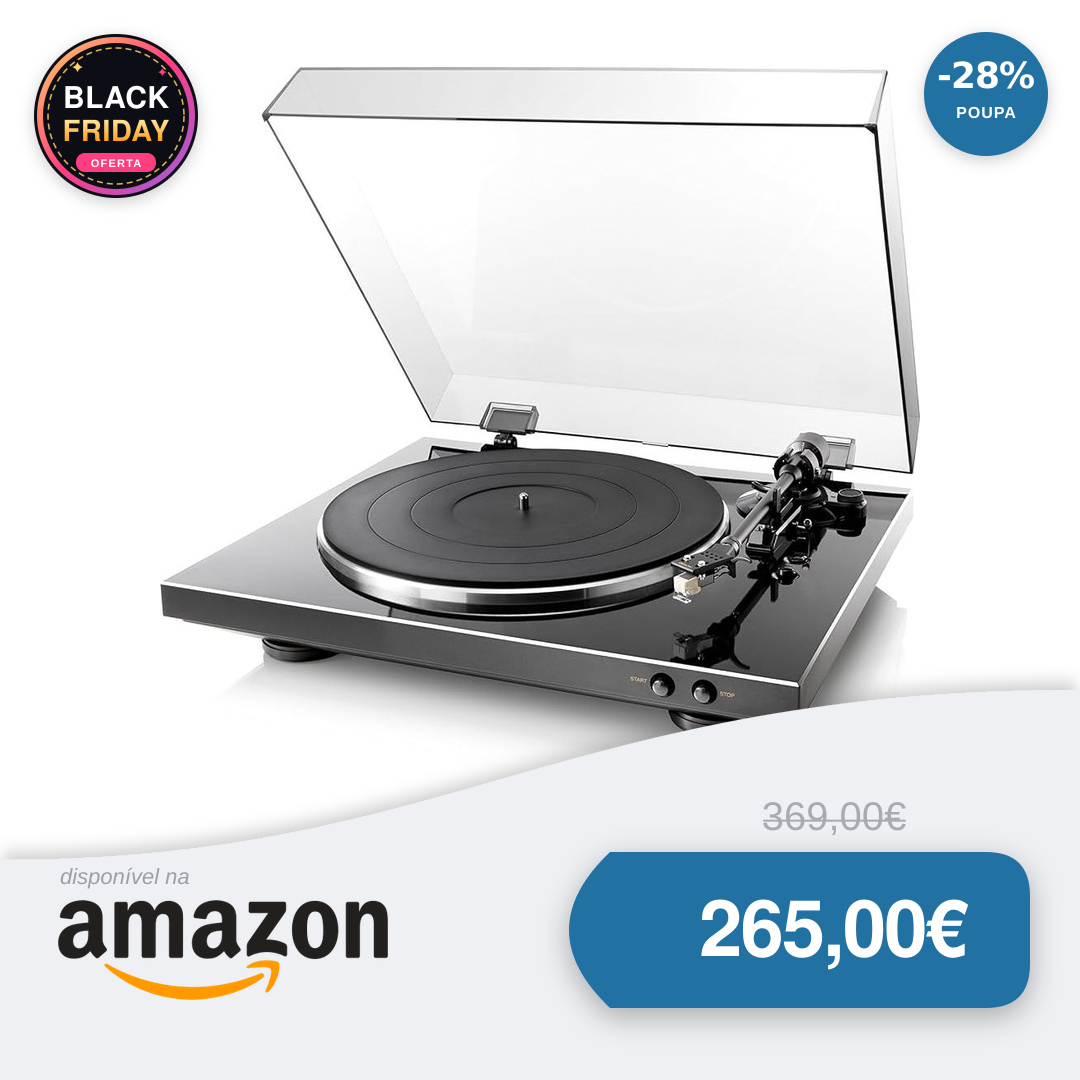 BLACK
FRIDAY
OFERTA
-28%
POUPA
START
STOP
369,00€
disponível na
amazon
265,00€